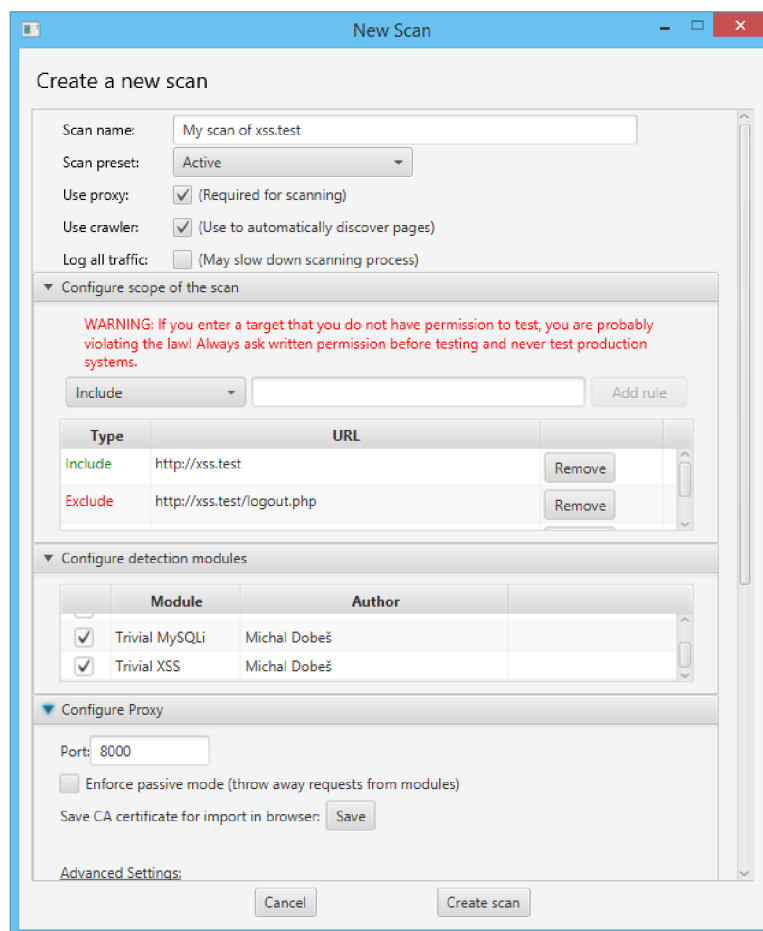 New Scan
Create a new scan
Scan name: My scan of xss.test
Scan preset: Active
Use proxy: (Required for scanning)
Use crawler: (Use to automatically discover pages)
Log all traffic: (May slow down scanning process)
Configure scope of the scan
WARNING: If you enter a target that you do not have permission to test, you are probably
violating the law! Always ask written permission before testing and never test production
systems.
Include Add rule
Type URL
Include http://xss.test Remove
Exclude http://xss.test/logout.php Remove
Configure detection modules
Module Author
Trivial MySQLi Michal Dobeš
Trivial XSS Michal Dobeš
Configure Proxy
Port: 8000
Enforce passive mode (throw away requests from modules)
Save CA certificate for import in browser: Save
Advanced Settings:
Cancel Create scan